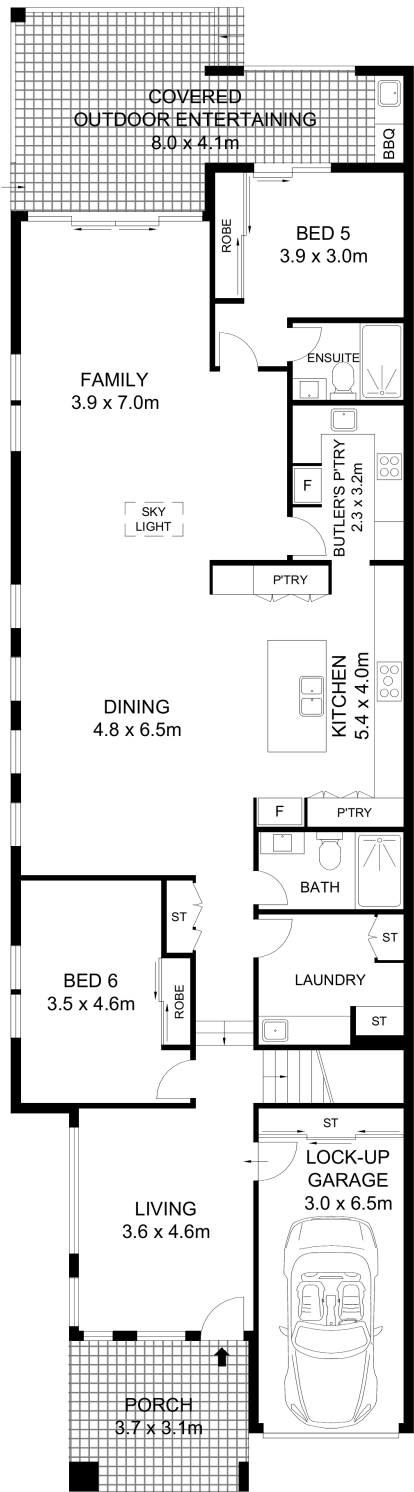 COVERED
OUTDOOR ENTERTAINING
8.0 x 4.1m
BBQ
ROBE
BED 5
3.9 x 3.0m
ENSUITE
FAMILY
3.9 x 7.0m
BUTLER'S P'TRY
2.3 x 3.2m
F
SKY
LIGHT
P'TRY
KITCHEN
5.4 x 4.0m
DINING
4.8 x 6.5m
F
P'TRY
BATH
ST
ST
BED 6
3.5 x 4.6m
ROBE
LAUNDRY
ST
ST
LOCK-UP
GARAGE
3.0 x 6.5m
LIVING
3.6 x 4.6m
PORCH
3.7 x 3.1m